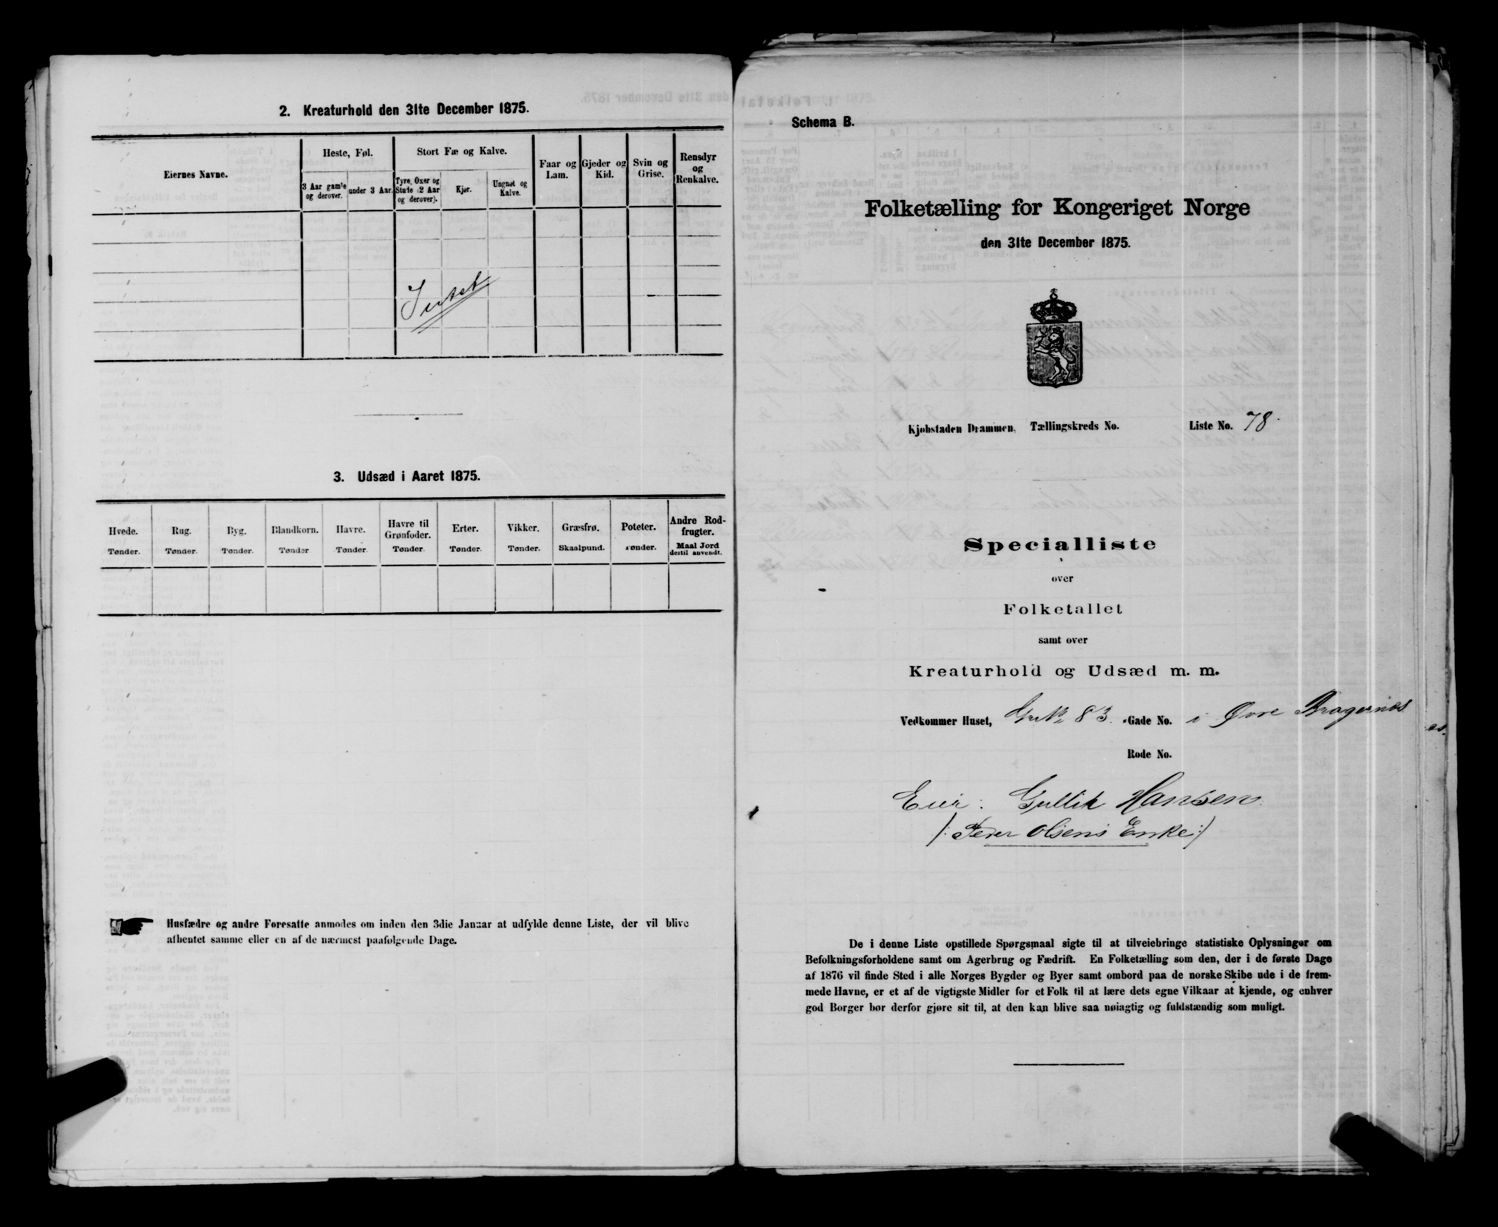 2. Kreaturhold den 31te December 1875.
Eiernes Navne.
Heste, Føl.
3 Aar gamle og derover.
under 3 Aar.
Stort Fæ og Kalve.
Tyre, Oxer og Stude (2 Aar og derover).
Kjør.
Ungnøt og Kalve.
Faar og Lam.
Gjeder og Kid.
Svin og Grise.
Rensdyr og Renkalve.
Intet
3. Udsæd i Aaret 1875.
Hvede.
Tønder.
Rug.
Tønder.
Byg.
Tønder.
Blandkorn.
Tønder
Havre.
Tønder.
Havre til Grønfoder.
Tønder
Erter.
Tønder.
Vikker.
Tønder.
Græsfrø.
Skaalpund.
Poteter.
Tønder.
Andre Rodfrugter.
Maal Jord dertil anvendt.
Husfædre og andre Foresatte anmodes om inden den 3die Januar at udfylde denne Liste, der vil blive
afhentet samme eller en af de nærmest paafølgende Dage.
Schema B.
Folketælling for Kongeriget Norge
den 31te December 1875.
Kjøbstaden Drammen. Tællingskreds No. Liste No. 78.
Specialliste
over
Folketallet
samt over
Kreaturhold og Udsæd m. m.
Vedkommer Huset, Gr No 83. Gade No. i Øvre Bragernes
Rode No.
Eier: Gullik Hansen
/: Peder Olsens Enke :/
De i denne Liste opstillede Spørgsmaal sigte til at tilveiebringe statistiske Oplysninger om
Befolkningsforholdene samt om Agerbrug og Fædrift. En Folketælling som den, der i de første Dage
af 1876 vil finde Sted i alle Norges Bygder og Byer samt ombord paa de norske Skibe ude i de frem-
mede Havne, er et af de vigtigste Midler for et Folk til at lære dets egne Vilkaar at kjende, og enhver
god Borger bør derfor gjøre sit til, at den kan blive saa nøiagtig og fuldstændig som muligt.